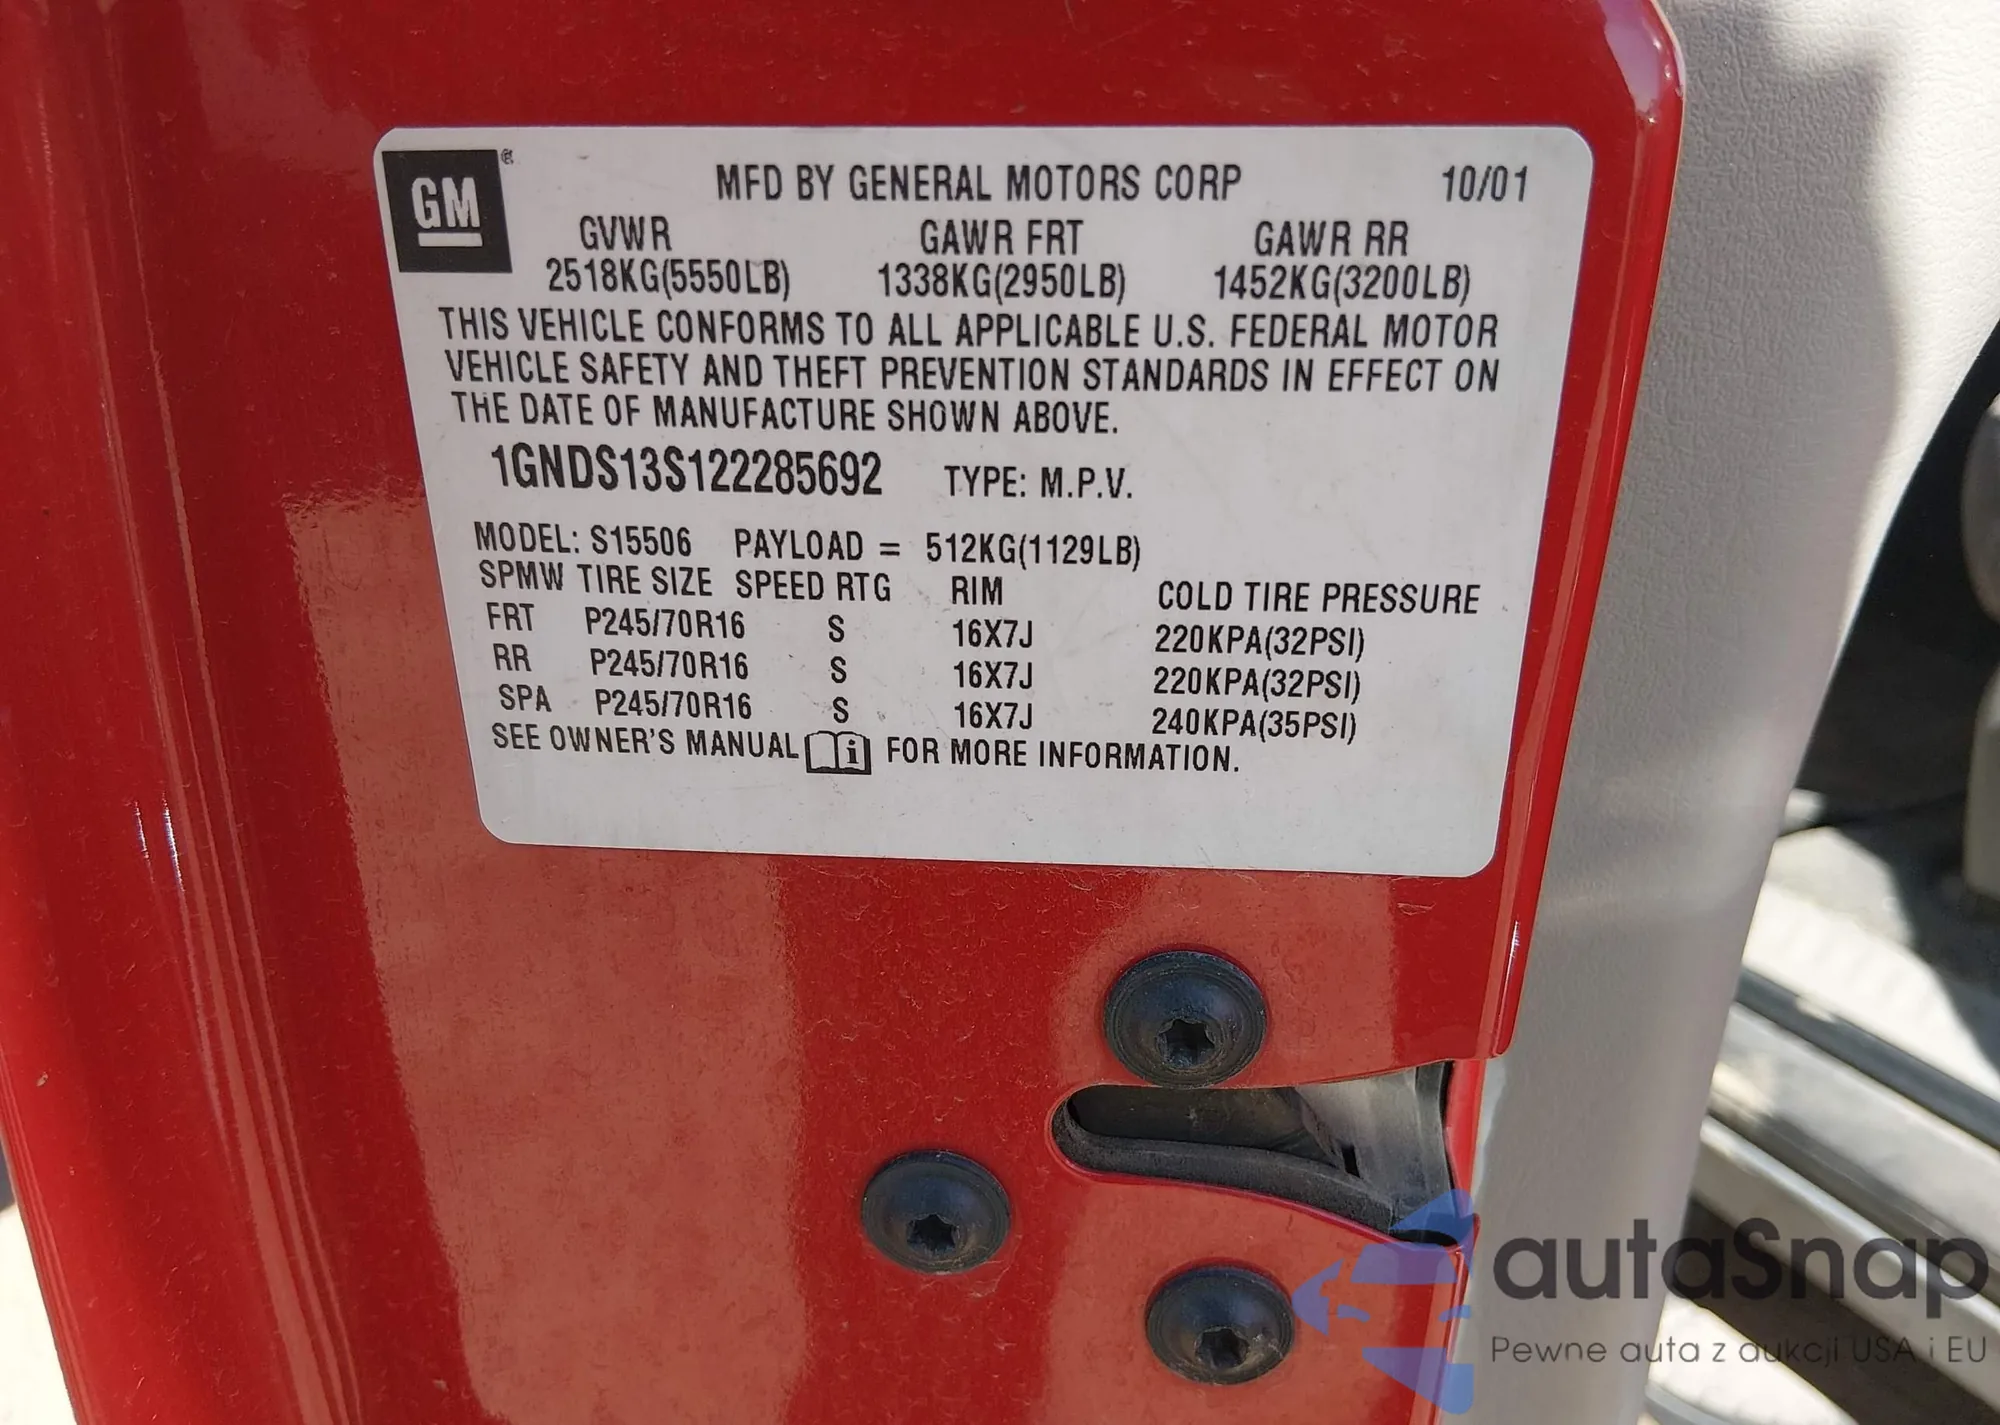 GM ®
MFD BY GENERAL MOTORS CORP 10/01
GVWR GAWR FRT GAWR RR
2518KG(5550LB) 1338KG(2950LB) 1452KG(3200LB)
THIS VEHICLE CONFORMS TO ALL APPLICABLE U.S. FEDERAL MOTOR
VEHICLE SAFETY AND THEFT PREVENTION STANDARDS IN EFFECT ON
THE DATE OF MANUFACTURE SHOWN ABOVE.
1GNDS13S122285692 TYPE: M.P.V.
MODEL: S15506 PAYLOAD = 512KG(1129LB)
SPMW TIRE SIZE SPEED RTG RIM COLD TIRE PRESSURE
FRT P245/70R16 S 16X7J 220KPA(32PSI)
RR P245/70R16 S 16X7J 220KPA(32PSI)
SPA P245/70R16 S 16X7J 240KPA(35PSI)
SEE OWNER'S MANUAL i FOR MORE INFORMATION.
autaSnap
Pewne auta z aukcji USA i EU